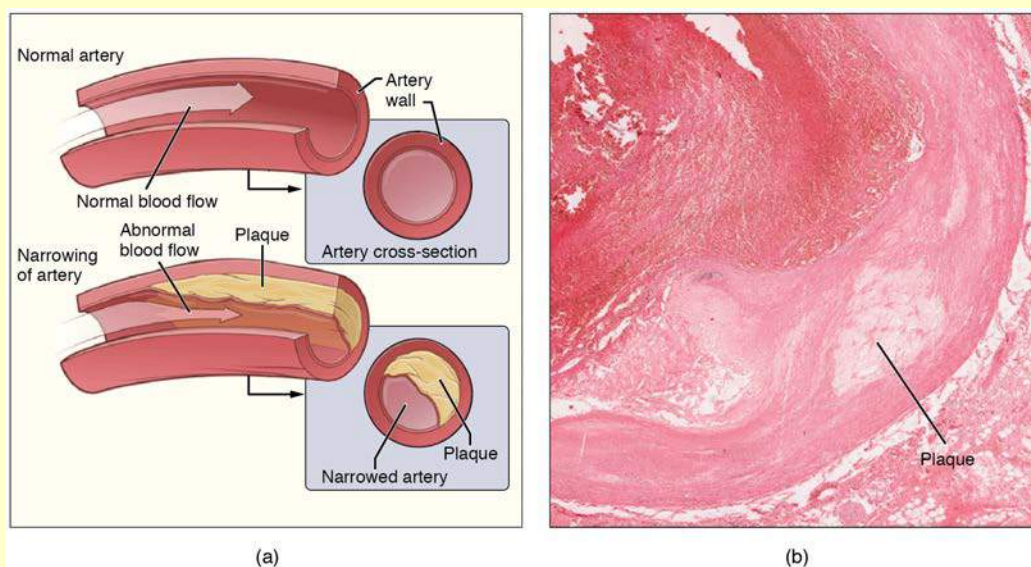 Normal artery
Artery
wall
Normal blood flow
Artery cross-section
Abnormal
blood flow
Plaque
Narrowing
of artery
Plaque
Narrowed artery
(a)
Plaque
(b)